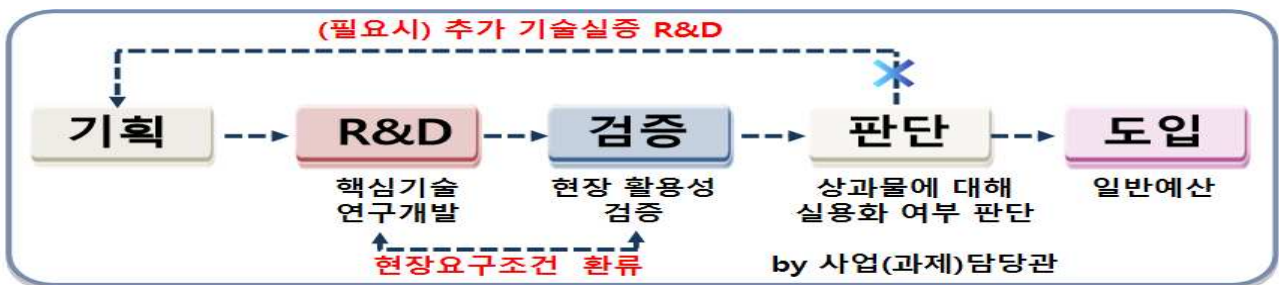 (필요시) 추가 기술실증 R&D
기획
R&D
검증
판단
도입
핵심기술
연구개발
현장 활용성
검증
상과물에 대해
실용화 여부 판단
일반예산
현장요구조건 환류
by 사업(과제)담당관